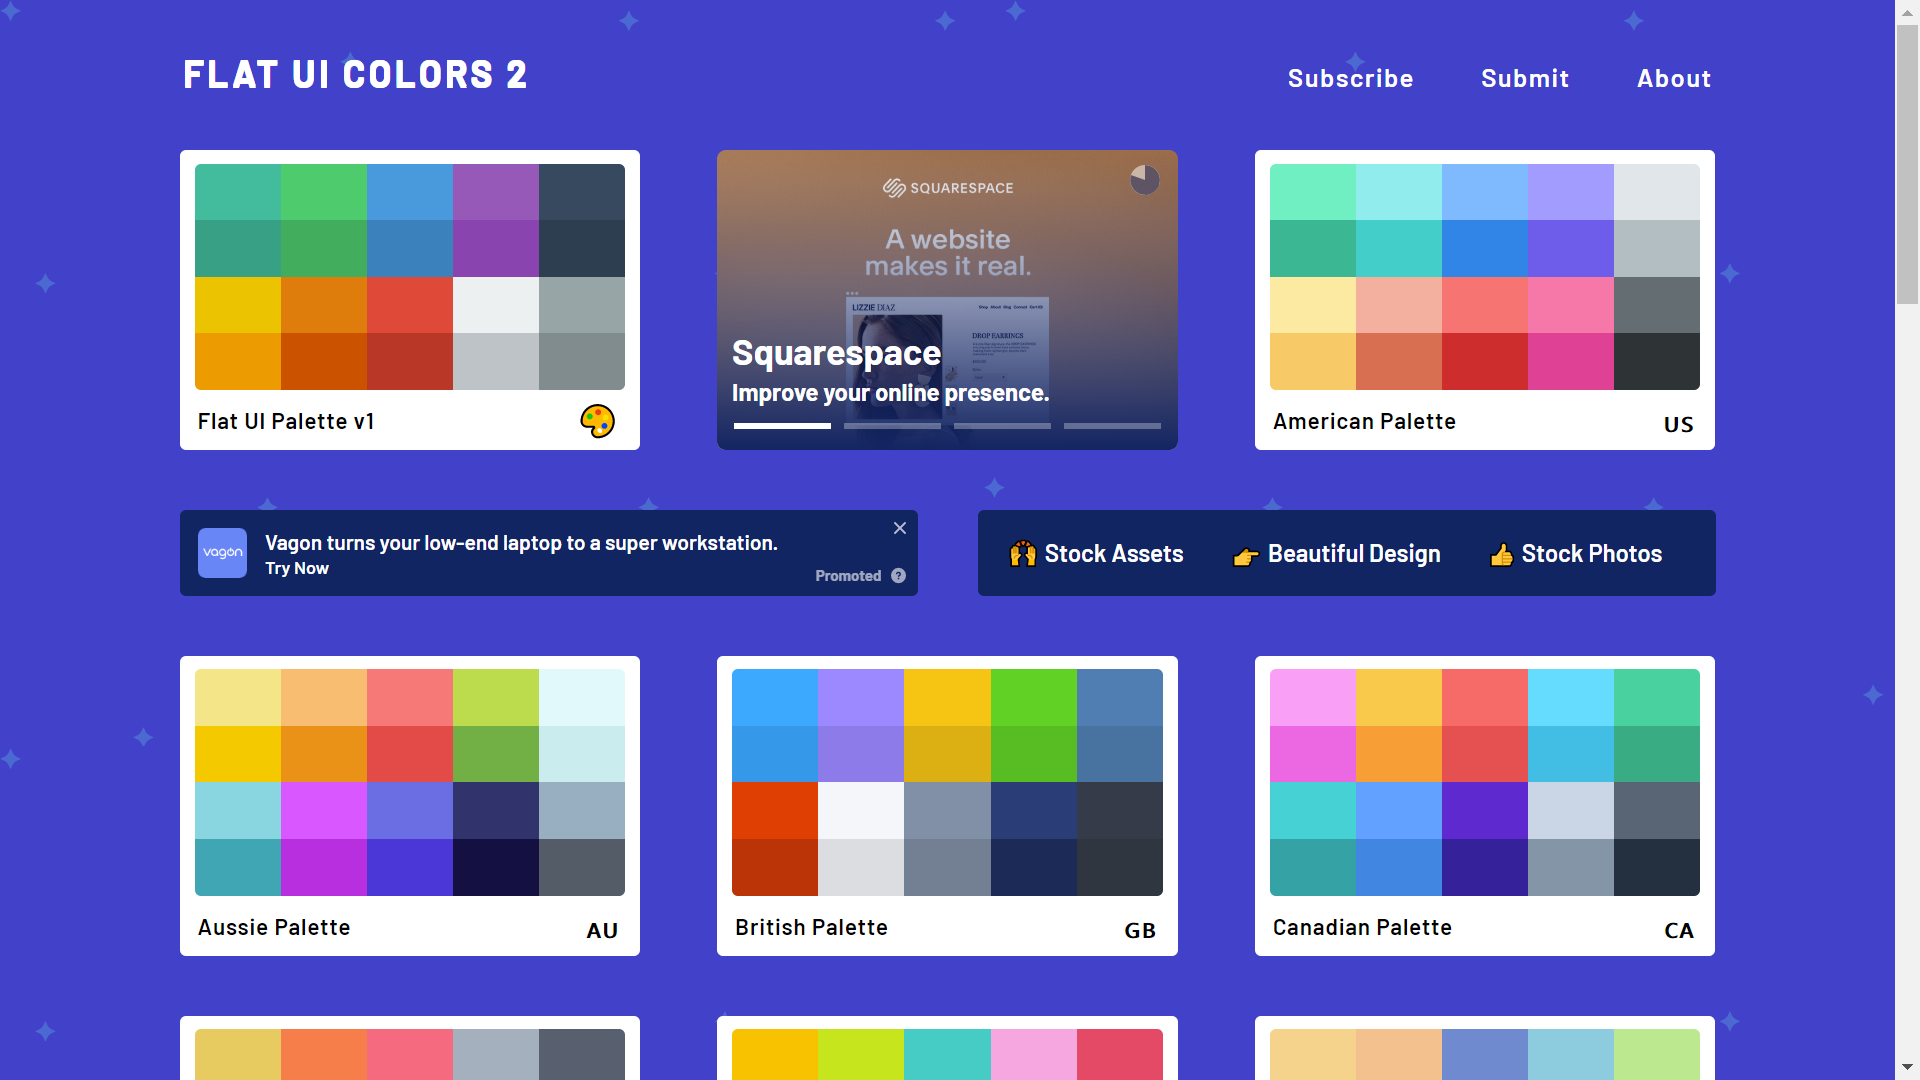 FLAT UI COLORS 2
Subscribe
Submit
About
SQUARESPACE
A website
makes it real.
LIZZIE DIAZ
DROP EARRINGS
Squarespace
Improve your online presence.
Flat UI Palette v1
American Palette
US
vagon
Vagon turns your low-end laptop to a super workstation.
Try Now
Promoted ?
Stock Assets
Beautiful Design
Stock Photos
Aussie Palette
AU
British Palette
GB
Canadian Palette
CA